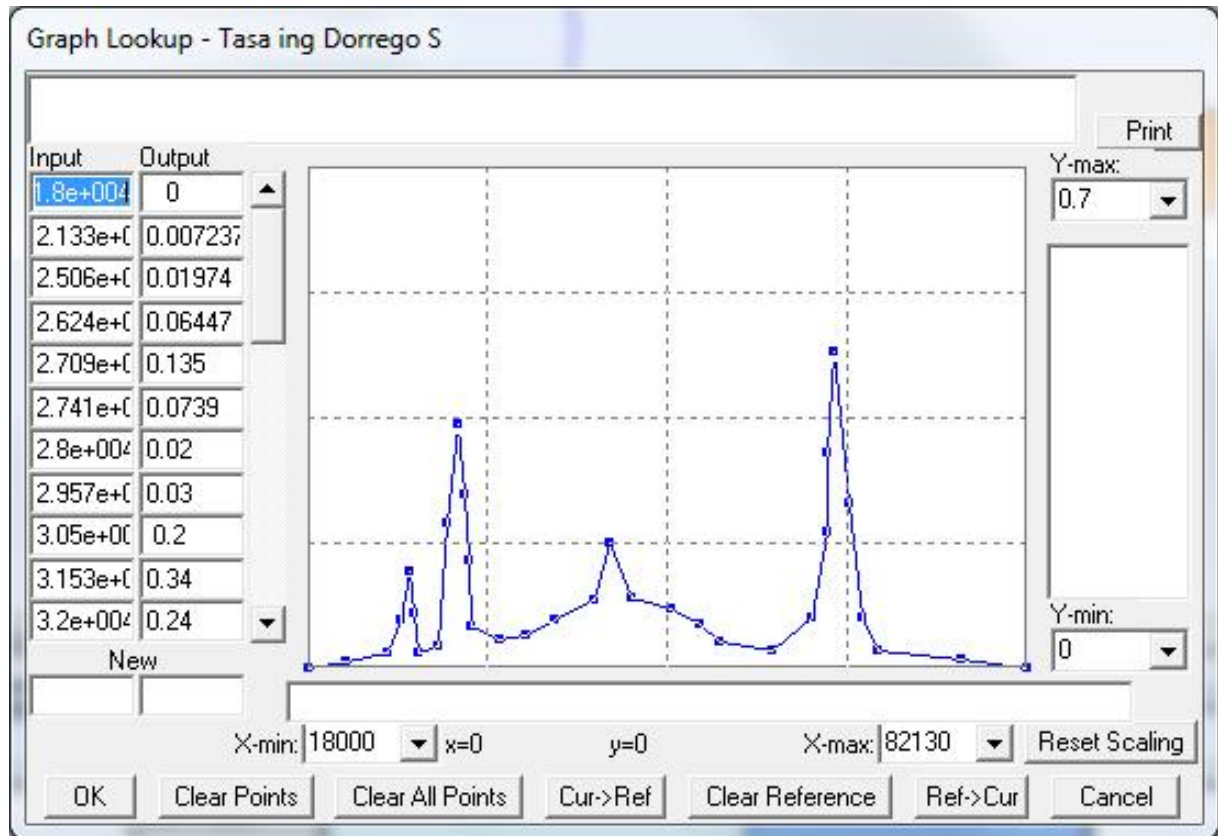 Graph Lookup - Tasa ing Dorrego S
Print
Input Output
1.8e+004 0
2.133e+0 0.007237
2.506e+0 0.01974
2.624e+0 0.06447
2.709e+0 0.135
2.741e+0 0.0739
2.8e+004 0.02
2.957e+0 0.03
3.05e+00 0.2
3.153e+0 0.34
3.2e+004 0.24
New
Y-max:
0.7
Y-min:
0
X-min: 18000 x=0 y=0 X-max: 82130 Reset Scaling
OK Clear Points Clear All Points Cur->Ref Clear Reference Ref->Cur Cancel